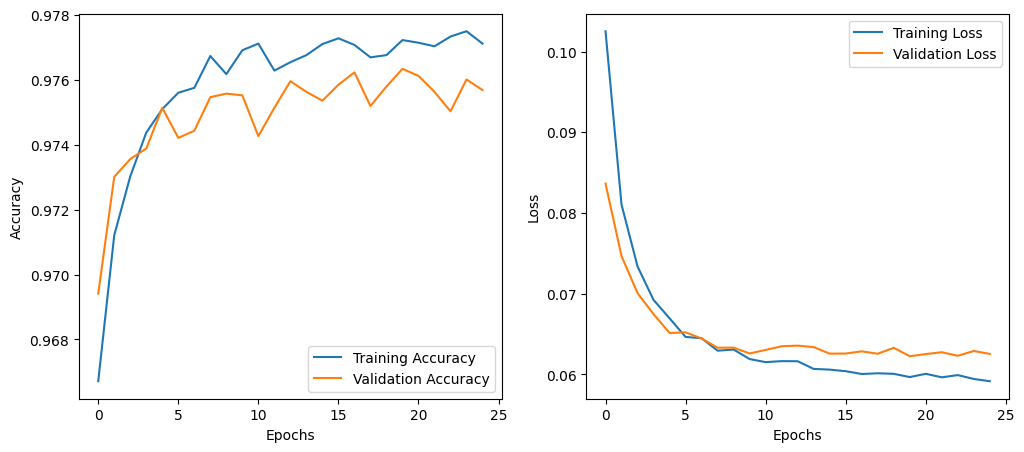 0.978
0.976
0.974
0.972
0.970
0.968
Accuracy
0 5 10 15 20 25
Epochs
Training Accuracy
Validation Accuracy
0.10
0.09
0.08
0.07
0.06
Loss
0 5 10 15 20 25
Epochs
Training Loss
Validation Loss